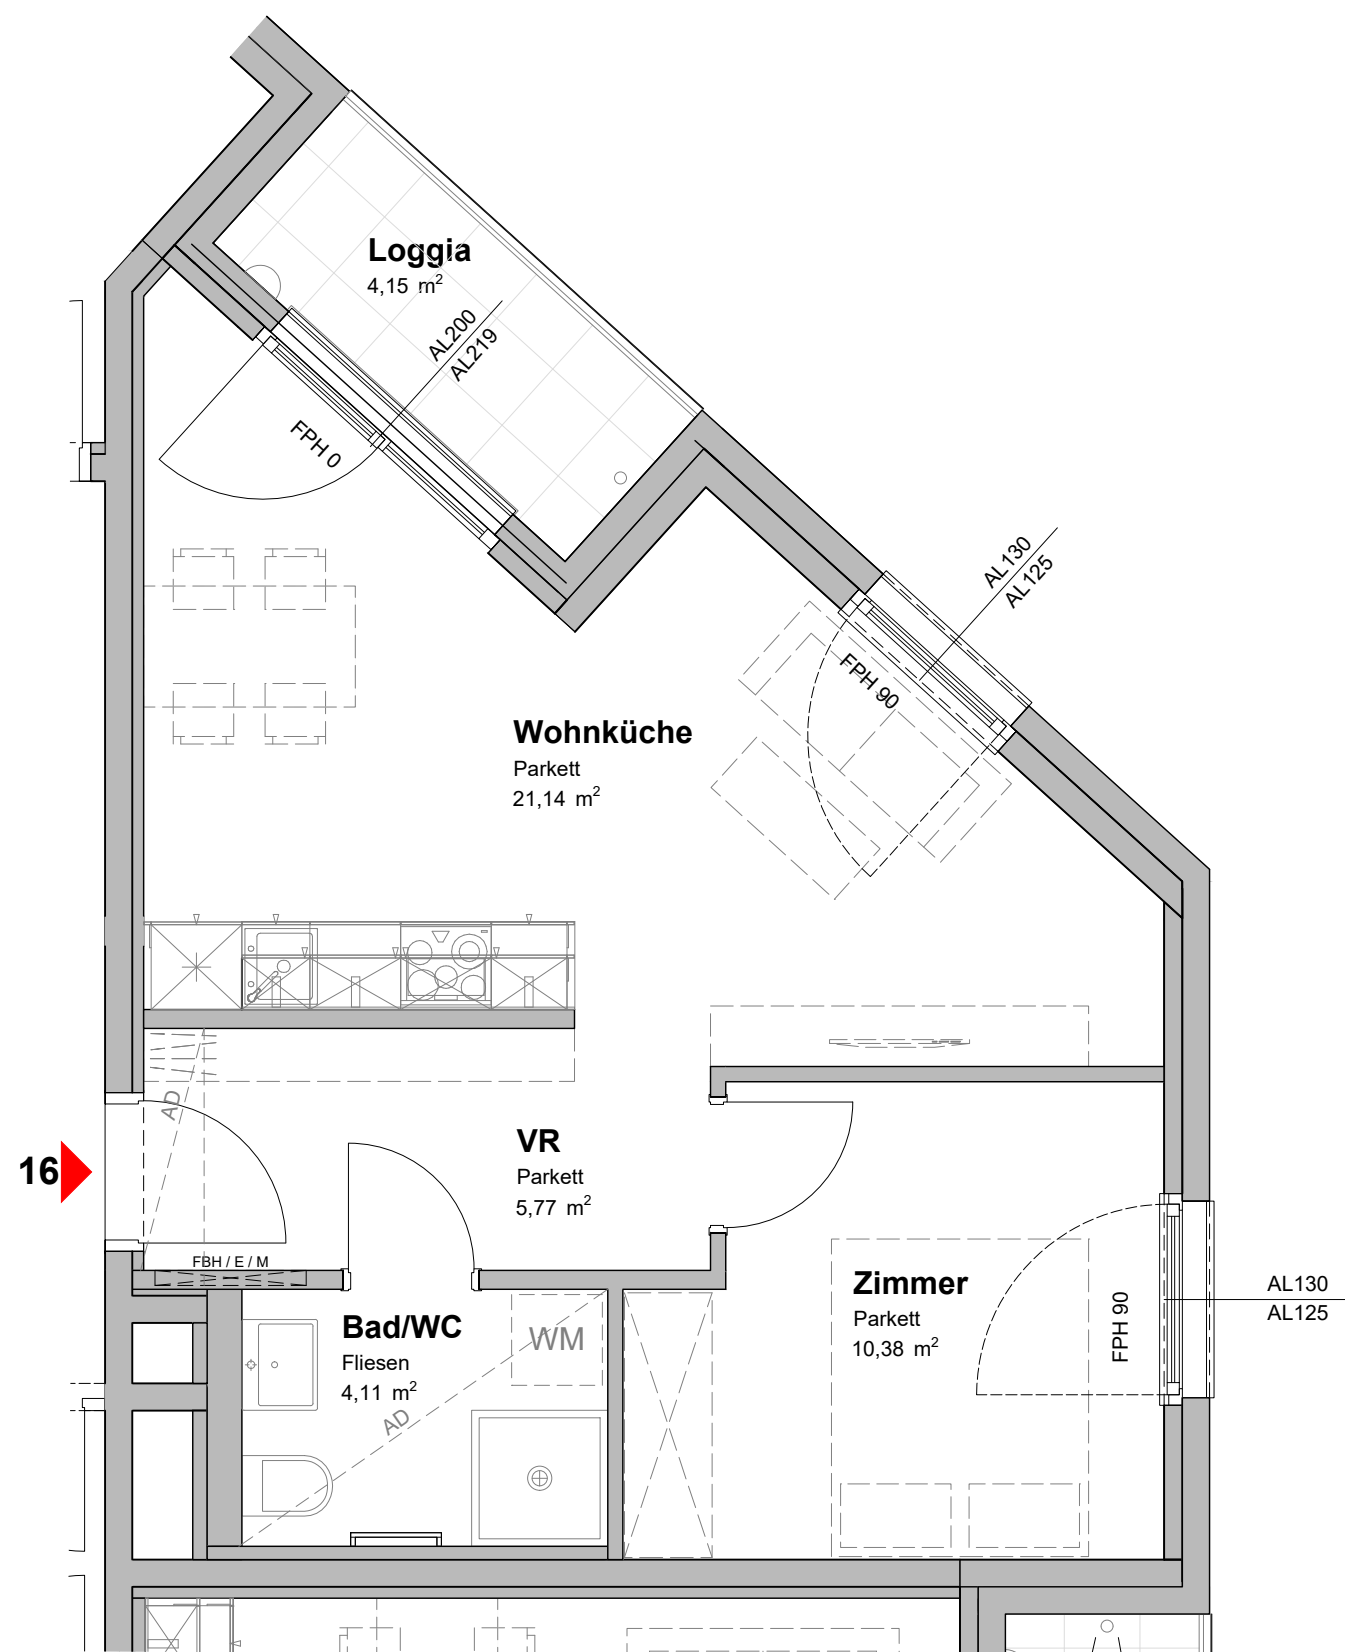 Loggia
4,15 m²
AL200
AL219
FPH 0
AL130
AL125
FPH 90
Wohnküche
Parkett
21,14 m²
AD
16
VR
Parkett
5,77 m²
FBH / E / M
Zimmer
Parkett
10,38 m²
FPH 90
AL130
AL125
Bad/WC
Fliesen
4,11 m²
WM
AD